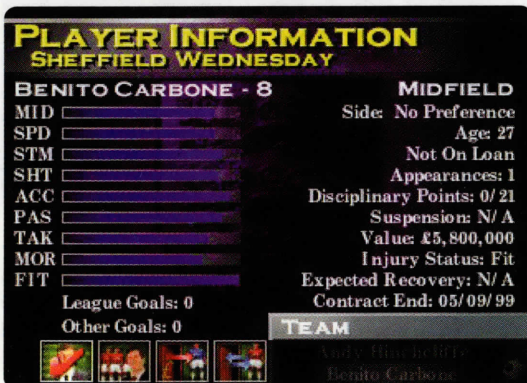 PLAYER INFORMATION
SHEFFIELD WEDNESDAY
BENITO CARBONE - 8
MIDFIELD
MID
SPD
STM
SHT
ACC
PAS
TAK
MOR
FIT
League Goals: 0
Other Goals: 0
Side: No Preference
Age: 27
Not On Loan
Appearances: 1
Disciplinary Points: 0/21
Suspension: N/A
Value: £5,800,000
Injury Status: Fit
Expected Recovery: N/A
Contract End: 05/09/99
TEAM
Andy Hinchcliffe
Benito Carbone